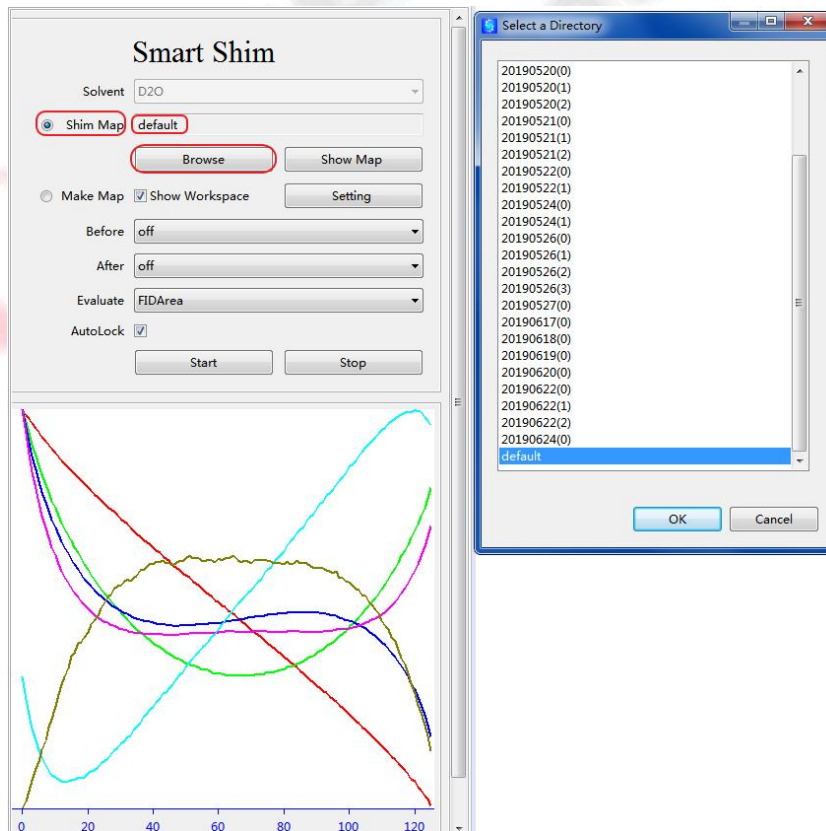 Smart Shim
Solvent D2O
Shim Map default
Browse Show Map
Make Map Show Workspace Setting
Before off
After off
Evaluate FIDArea
AutoLock
Start Stop
0 20 40 60 80 100 120
Select a Directory
20190520(0)
20190520(1)
20190520(2)
20190521(0)
20190521(1)
20190521(2)
20190522(0)
20190522(1)
20190524(0)
20190524(1)
20190526(0)
20190526(1)
20190526(2)
20190526(3)
20190527(0)
20190617(0)
20190618(0)
20190619(0)
20190620(0)
20190622(0)
20190622(1)
20190622(2)
20190624(0)
default
OK Cancel